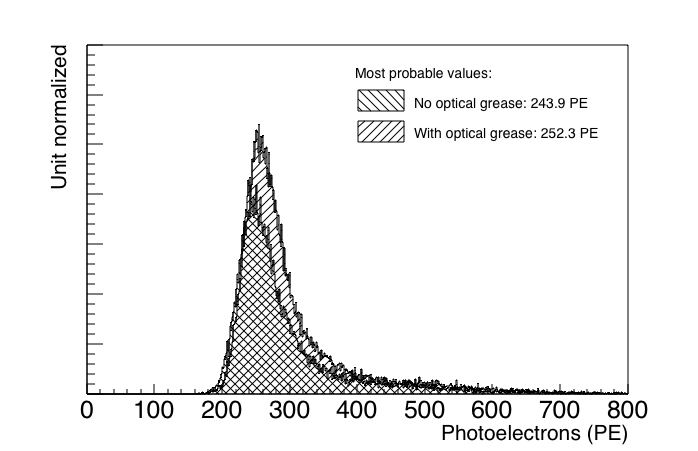 Unit normalized
Most probable values:
No optical grease: 243.9 PE
With optical grease: 252.3 PE
0 100 200 300 400 500 600 700 800
Photoelectrons (PE)